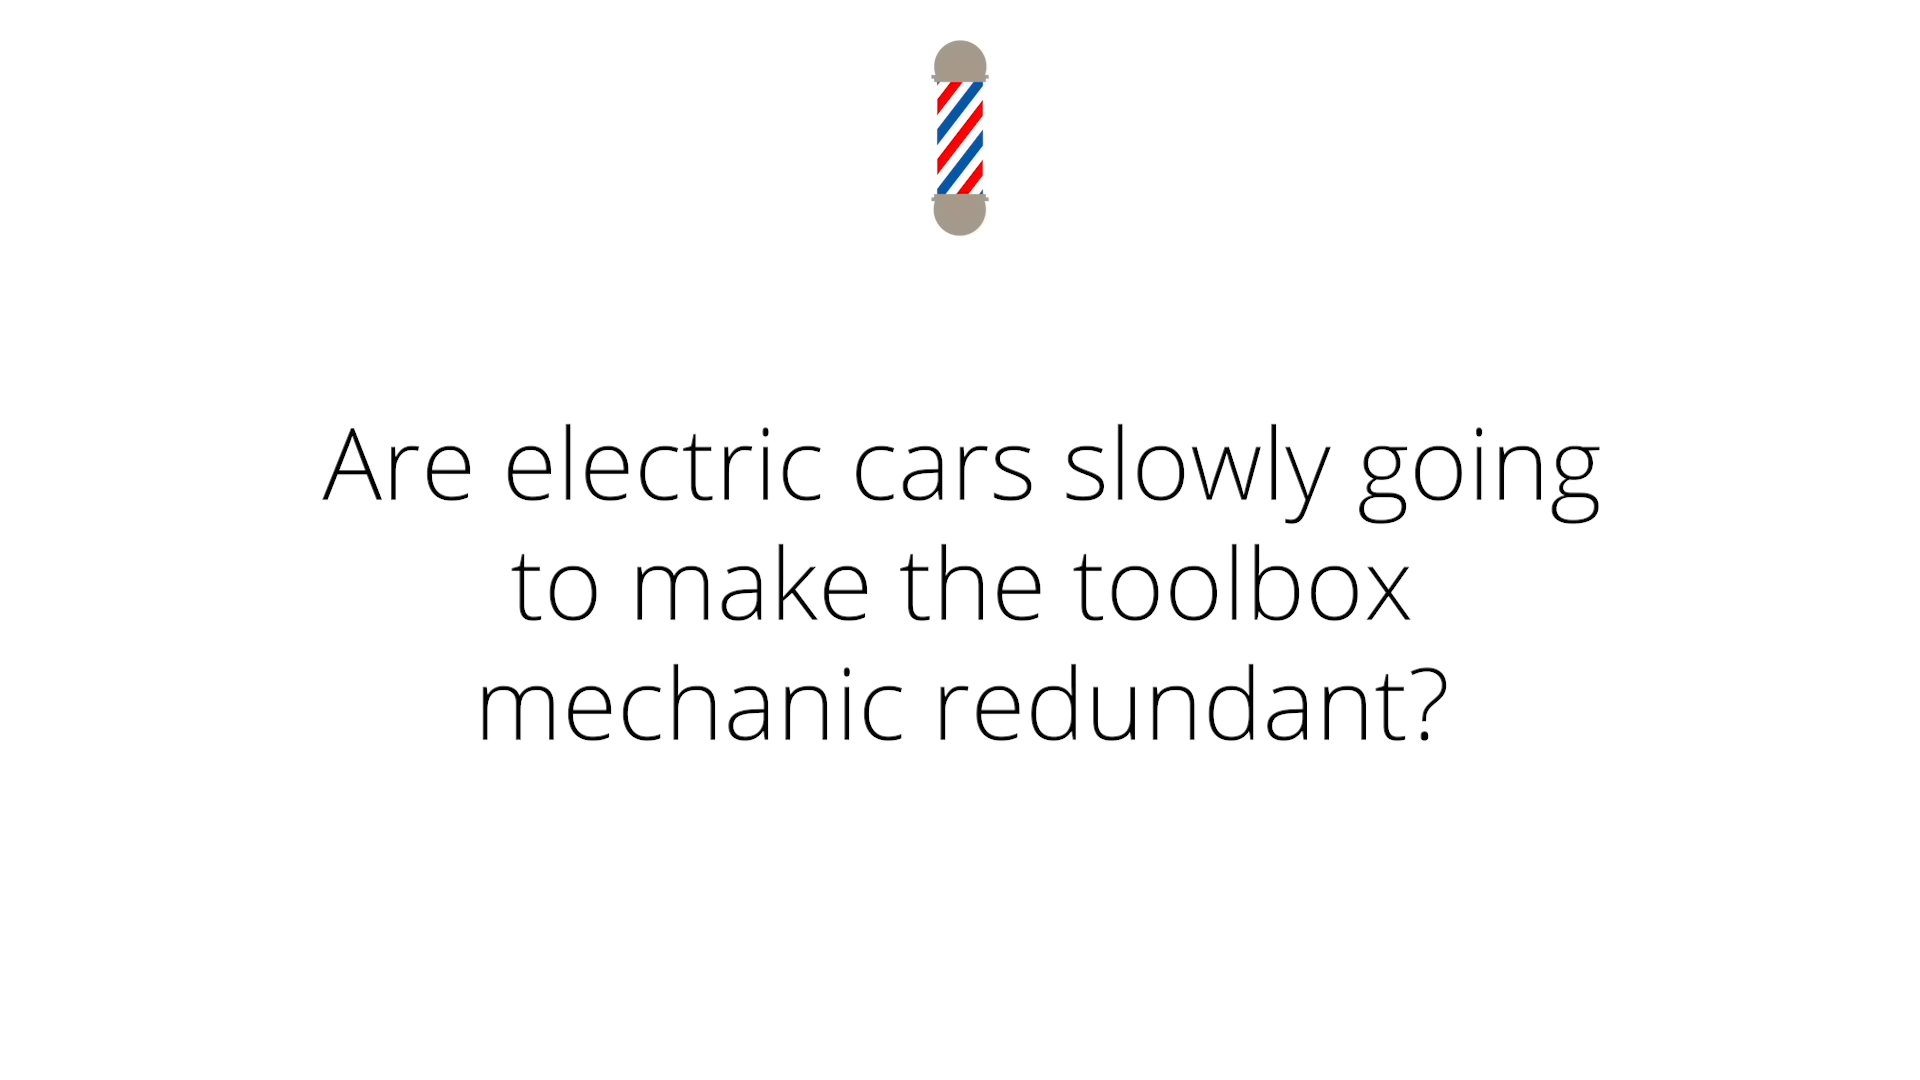 Are electric cars slowly going
to make the toolbox
mechanic redundant?